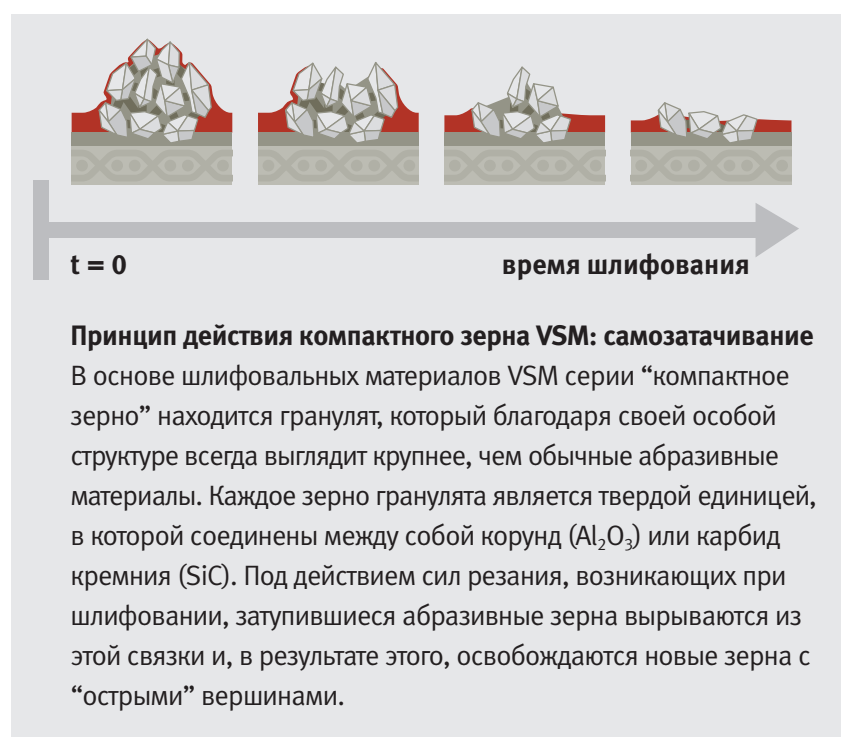 t = 0
время шлифования
Принцип действия компактного зерна VSM: самозатачивание
В основе шлифовальных материалов VSM серии “компактное
зерно” находится гранулят, который благодаря своей особой
структуре всегда выглядит крупнее, чем обычные абразивные
материалы. Каждое зерно гранулята является твердой единицей,
в которой соединены между собой корунд (Al₂O₃) или карбид
кремния (SiC). Под действием сил резания, возникающих при
шлифовании, затупившиеся абразивные зерна вырываются из
этой связки и, в результате этого, освобождаются новые зерна с
“острыми” вершинами.